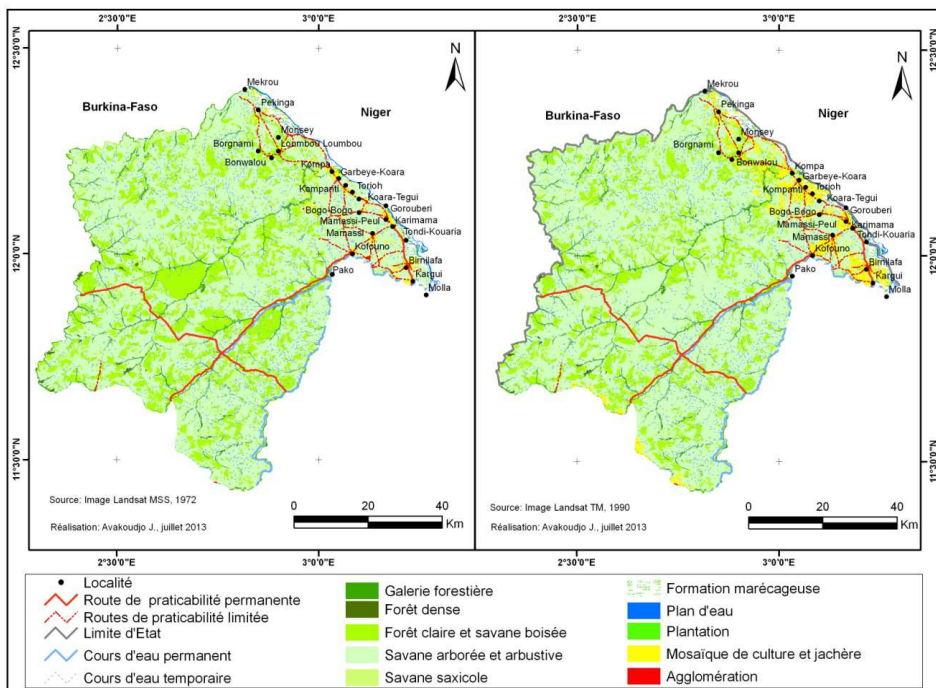 2°30'0"N 3°0'0"N 2°30'0"N 3°0'0"N
12°30'0"N
12°0'0"N
11°30'0"N
N
Burkina-Faso
Niger
Mekrou
Pekinga
Monsey
Borgnami
Loumbou Loumbou
Bonwalou
Kompa
Garbeye-Koara
Kompanti
Torioh
Koara-Tegui
Bogo-Bogo
Gorouberi
Mamassi-Peul
Karimama
Mamassi
Tondi-Kouaria
Kofouno
Birnilafa
Pako
Kargui
Molla
Source: Image Landsat MSS, 1972
Réalisation: Avakoudjo J., juillet 2013
0 20 40
Km
2°30'0"E 3°0'0"E
N
Burkina-Faso
Niger
Mekrou
Pekinga
Monsey
Borgnami
Bonwalou
Kompa
Garbeye-Koara
Kompanti
Torioh
Koara-Tegui
Bogo-Bogo
Gorouberi
Mamassi-Peul
Karimama
Mamassi
Tondi-Kouaria
Kofouno
Birnilafa
Pako
Kargui
Molla
Source: Image Landsat TM, 1990
Réalisation: Avakoudjo J., juillet 2013
0 20 40
Km
12°30'0"N
12°0'0"N
11°30'0"N
2°30'0"E 3°0'0"E
Localité
Route de praticabilité permanente
Routes de praticabilité limitée
Limite d'Etat
Cours d'eau permanent
Cours d'eau temporaire
Galerie forestière
Forêt dense
Forêt claire et savane boisée
Savane arborée et arbustive
Savane saxicole
Formation marécageuse
Plan d'eau
Plantation
Mosaïque de culture et jachère
Agglomération